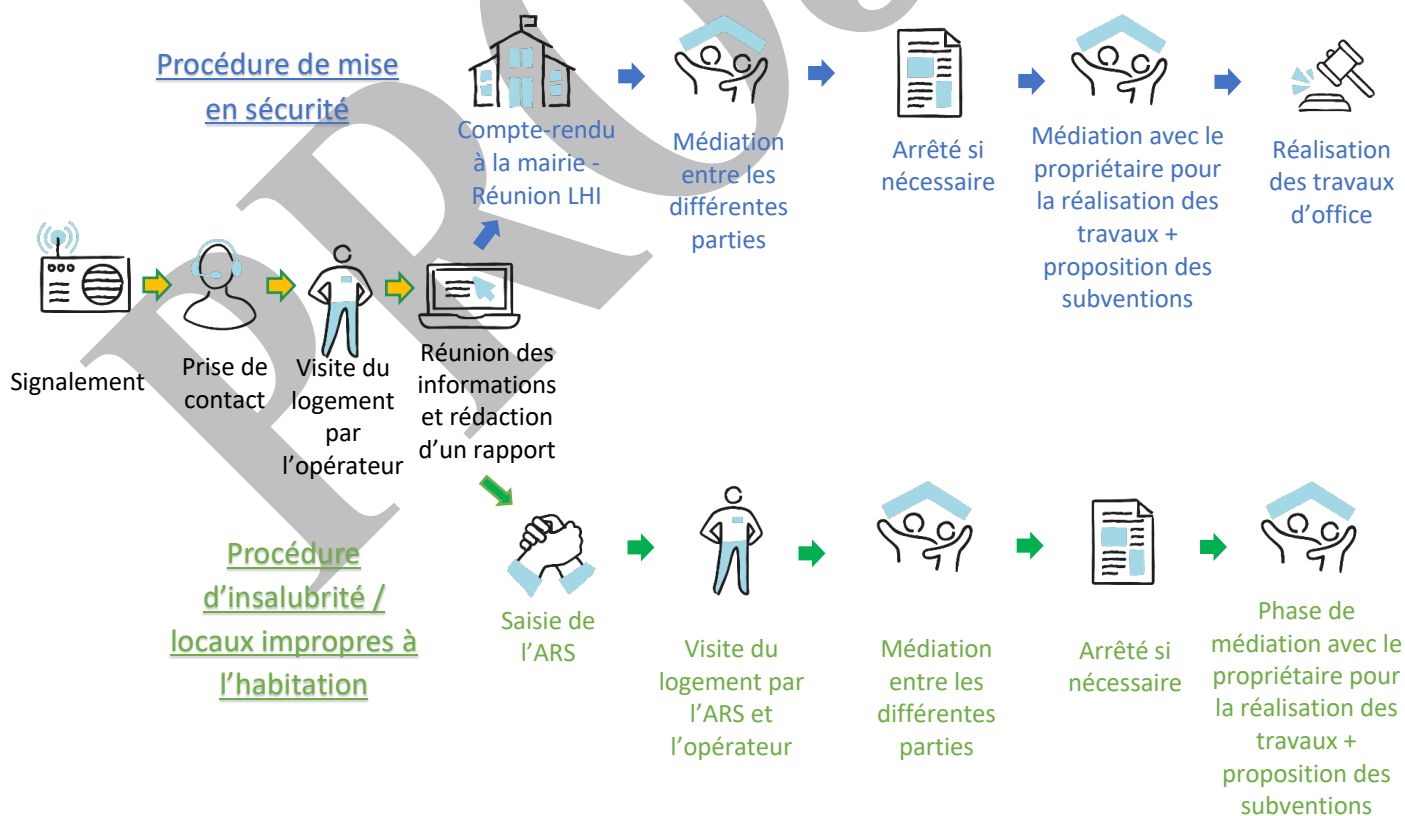 Procédure de mise
en sécurité
Compte-rendu
à la mairie -
Réunion LHI
Médiation
entre les
différentes
parties
Arrêté si
nécessaire
Médiation avec le
propriétaire pour
la réalisation des
travaux +
proposition des
subventions
Réalisation
des travaux
d’office
Signalement
Prise de
contact
Visite du
logement
par
l’opérateur
Réunion des
informations
et rédaction
d’un rapport
Procédure
d’insalubrité /
locaux impropres à
l’habitation
Saisie de
l’ARS
Visite du
logement par
l’ARS et
l’opérateur
Médiation
entre les
différentes
parties
Arrêté si
nécessaire
Phase de
médiation avec le
propriétaire pour
la réalisation des
travaux +
proposition des
subventions